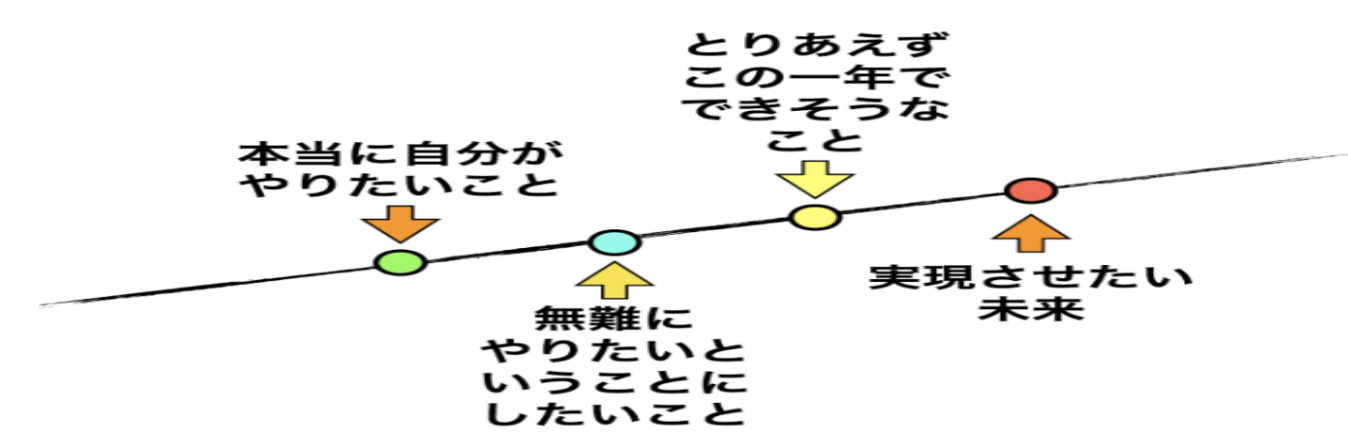 本当に自分が
やりたいこと
無難に
やりたいと
いうことに
したいこと
とりあえず
この一年で
できそうな
こと
実現させたい
未来